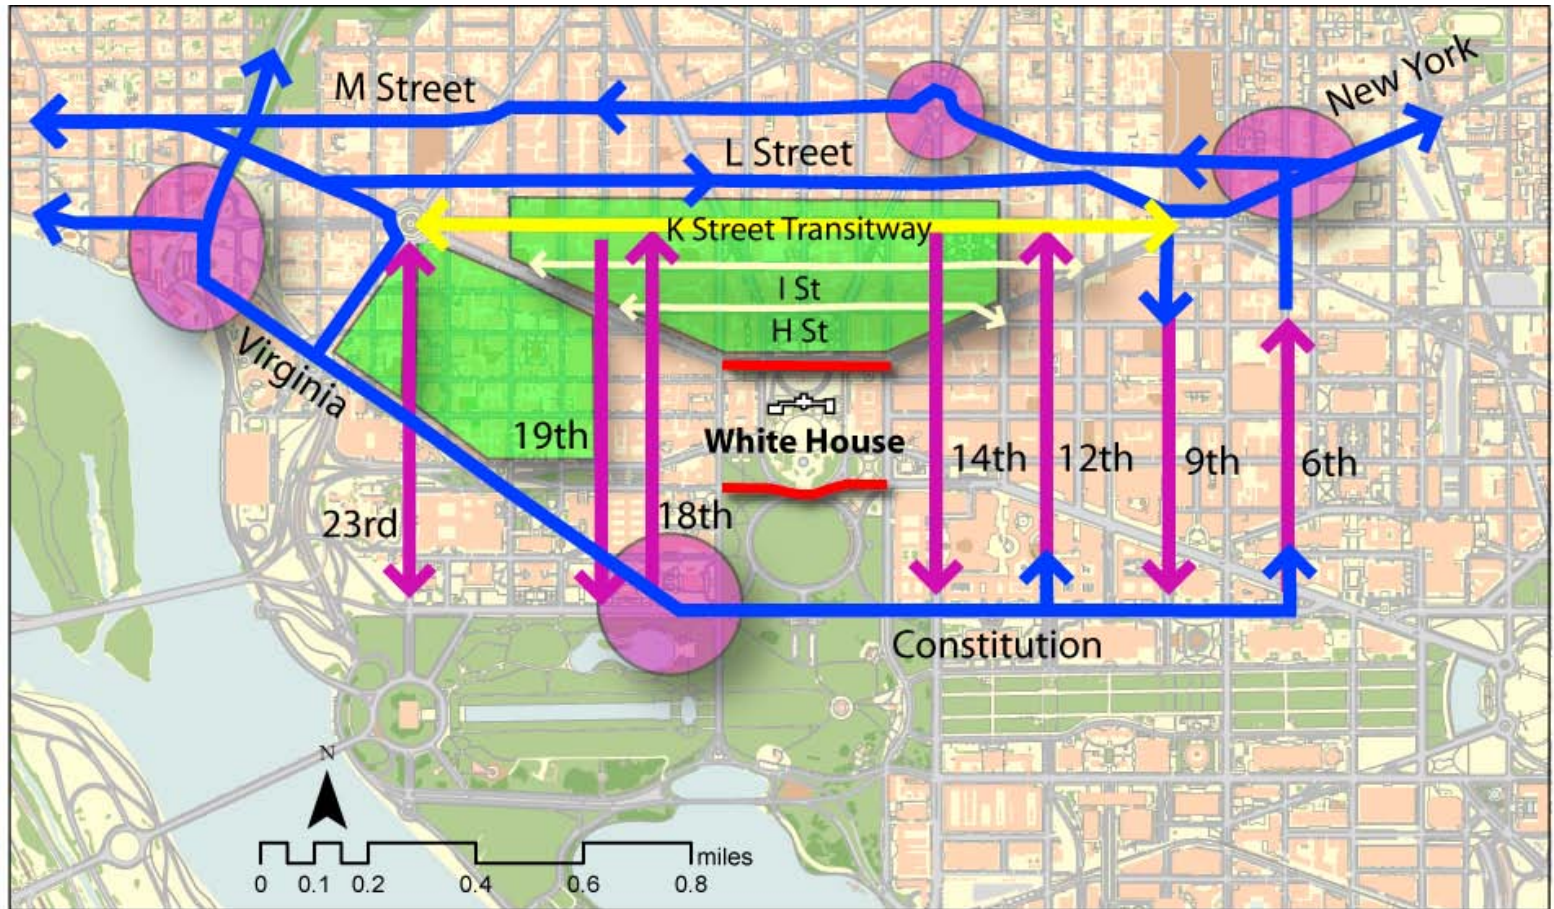 M Street
New York
L Street
K Street Transitway
I St
H St
Virginia
White House
19th
14th
12th
9th
6th
23rd
18th
Constitution
N
miles
0 0.1 0.2 0.4 0.6 0.8